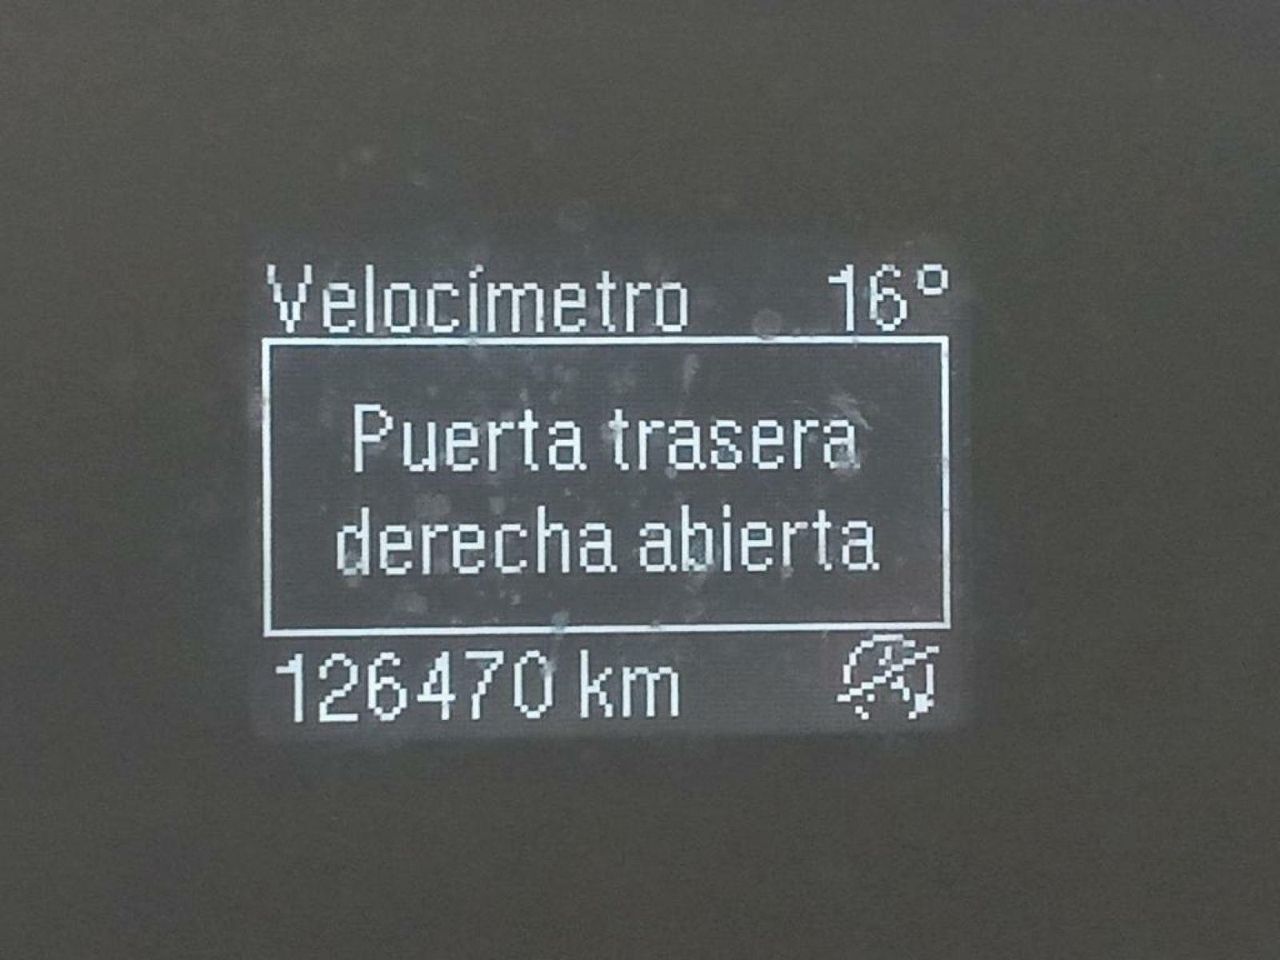 Velocímetro 16°
Puerta trasera
derecha abierta
126470 km